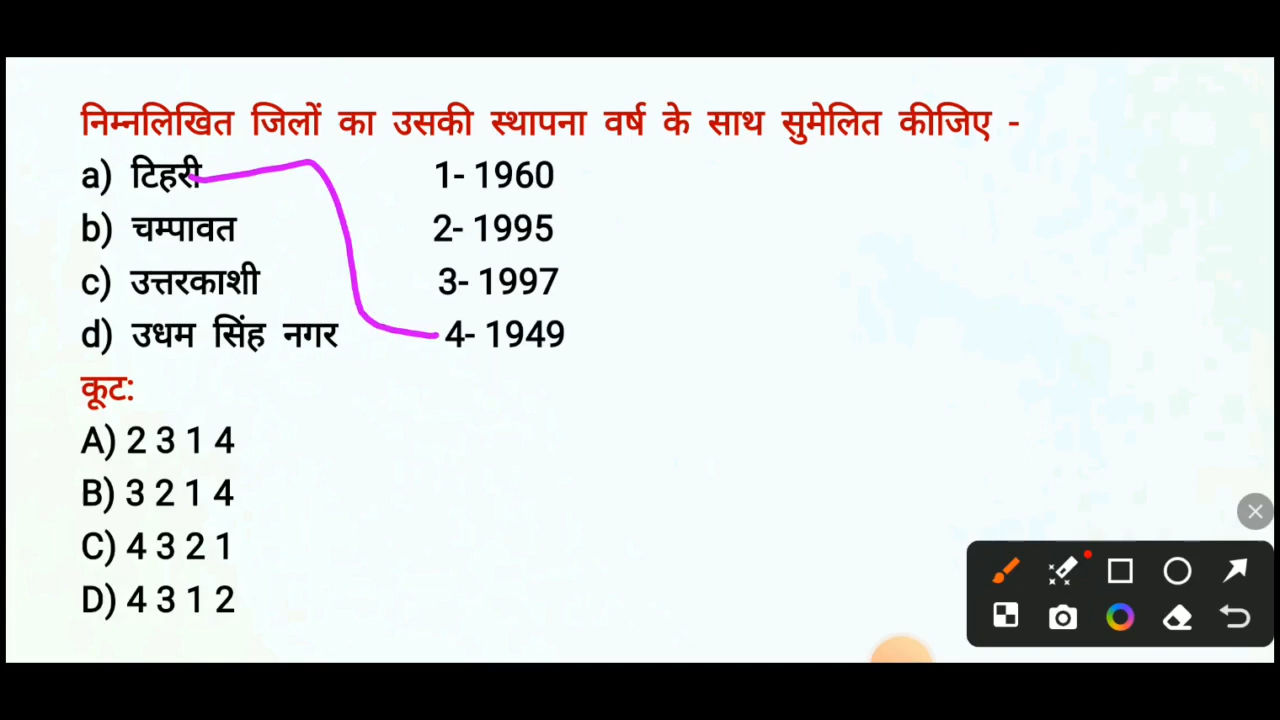 निम्नलिखित जिलों का उसकी स्थापना वर्ष के साथ सुमेलित कीजिए -
a) टिहरी 1- 1960
b) चम्पावत 2- 1995
c) उत्तरकाशी 3- 1997
d) उधम सिंह नगर 4- 1949
कूट:
A) 2 3 1 4
B) 3 2 1 4
C) 4 3 2 1
D) 4 3 1 2